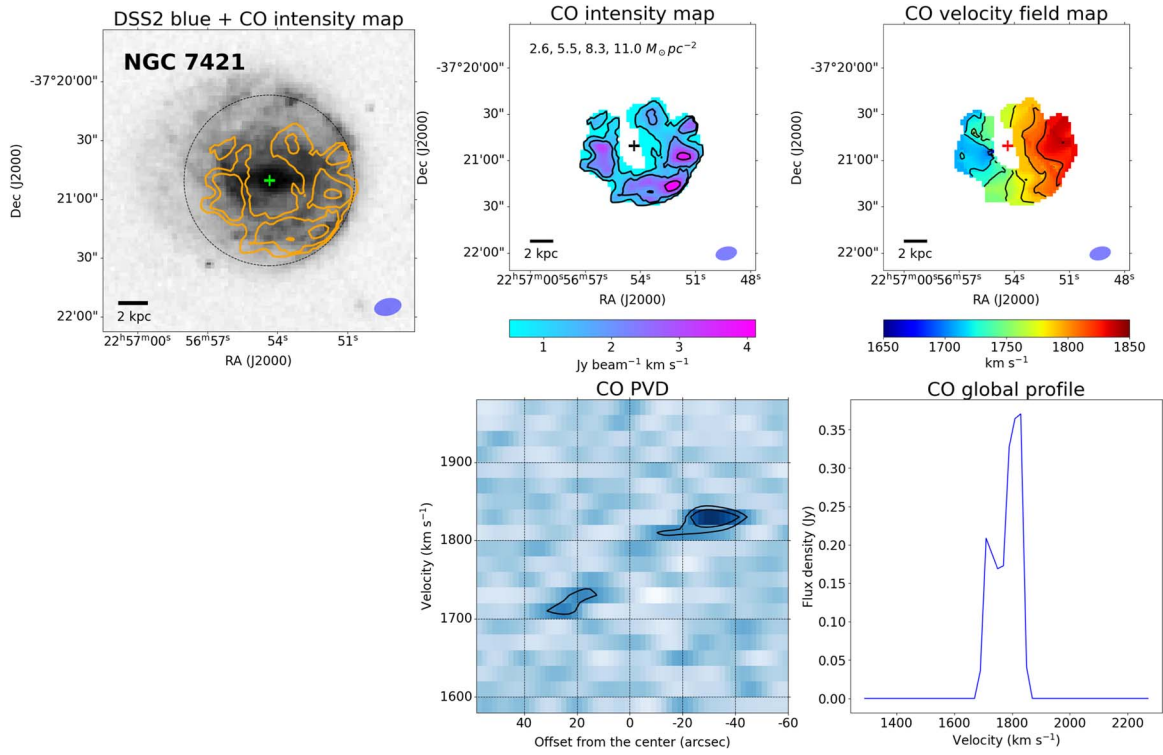 DSS2 blue + CO intensity map
NGC 7421
-37°20'00"
30"
21'00"
30"
22'00"
Dec (J2000)
2 kpc
22ʰ57ᵐ00ˢ 56ᵐ57ˢ 54ˢ 51ˢ
RA (J2000)
CO intensity map
2.6, 5.5, 8.3, 11.0 M⊙pc⁻²
-37°20'00"
30"
21'00"
30"
22'00"
Dec (J2000)
2 kpc
22ʰ57ᵐ00ˢ 56ᵐ57ˢ 54ˢ 51ˢ 48ˢ
RA (J2000)
1 2 3 4
Jy beam⁻¹ km s⁻¹
CO velocity field map
-37°20'00"
30"
21'00"
30"
22'00"
Dec (J2000)
2 kpc
22ʰ57ᵐ00ˢ 56ᵐ57ˢ 54ˢ 51ˢ 48ˢ
RA (J2000)
1650 1700 1750 1800 1850
km s⁻¹
CO PVD
1900
1800
1700
1600
Velocity (km s⁻¹)
40 20 0 -20 -40 -60
Offset from the center (arcsec)
CO global profile
0.35
0.30
0.25
0.20
0.15
0.10
0.05
0.00
Flux density (Jy)
1400 1600 1800 2000 2200
Velocity (km s⁻¹)